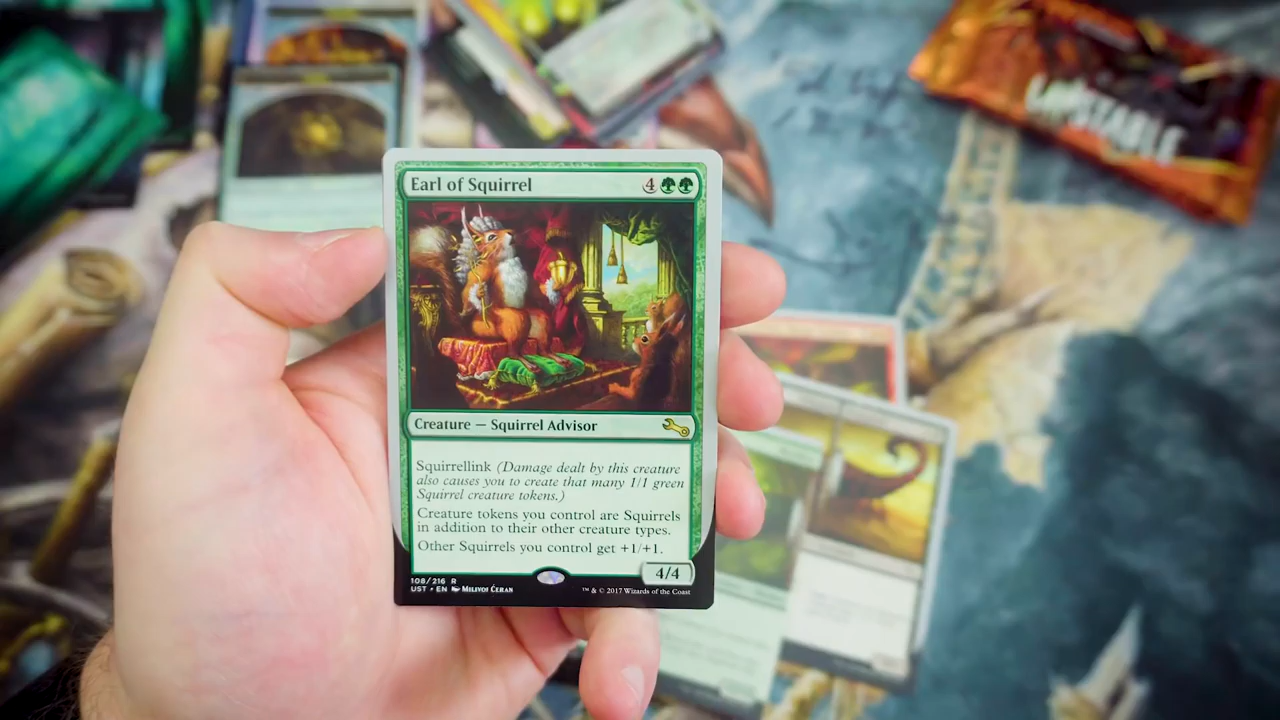 UNSTABLE
Earl of Squirrel 4
Creature — Squirrel Advisor
Squirrellink (Damage dealt by this creature
also causes you to create that many 1/1 green
Squirrel creature tokens.)
Creature tokens you control are Squirrels
in addition to their other creature types.
Other Squirrels you control get +1/+1.
4/4
108/216 R
UST • EN Milivoj Ćeran
™ & © 2017 Wizards of the Coast